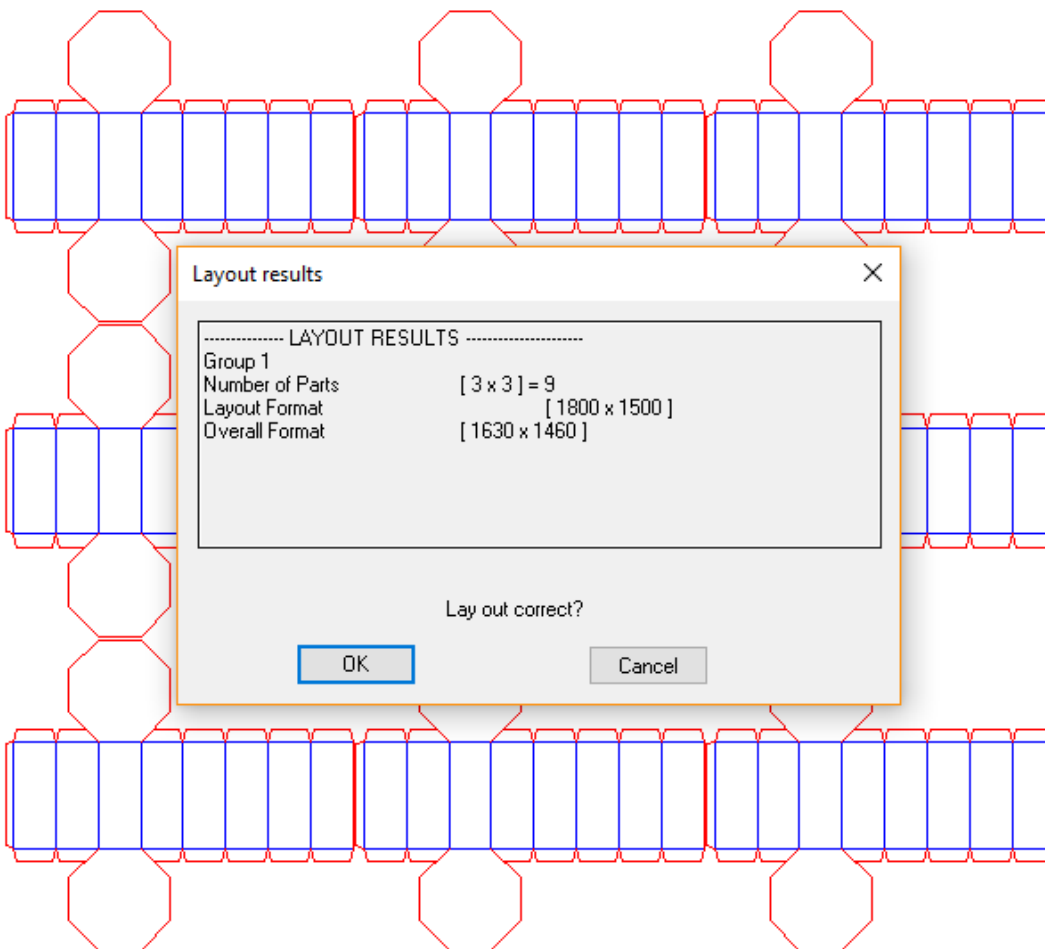 Layout results
-------------- LAYOUT RESULTS ---------------------
Group 1
Number of Parts [ 3 x 3 ] = 9
Layout Format [ 1800 x 1500 ]
Overall Format [ 1630 x 1460 ]
Lay out correct?
OK Cancel